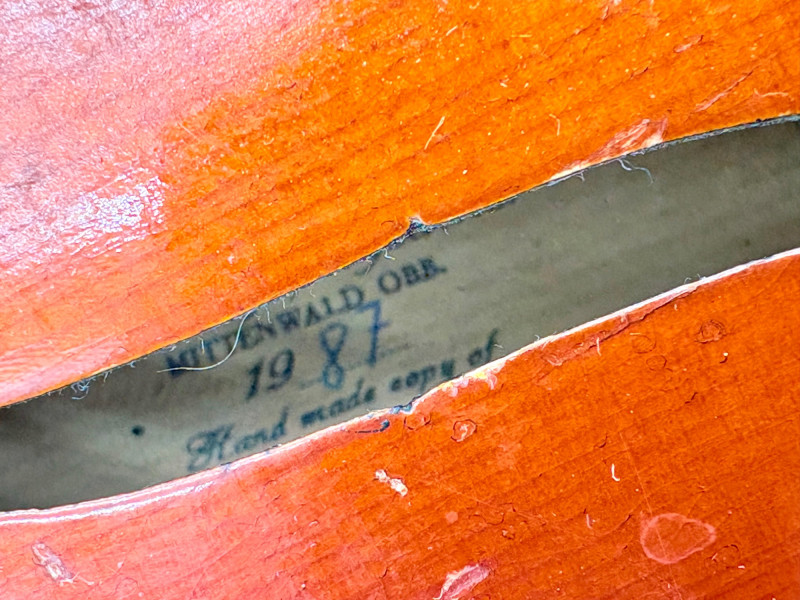 MITTENWALD OBB.
1987
Hand made copy of